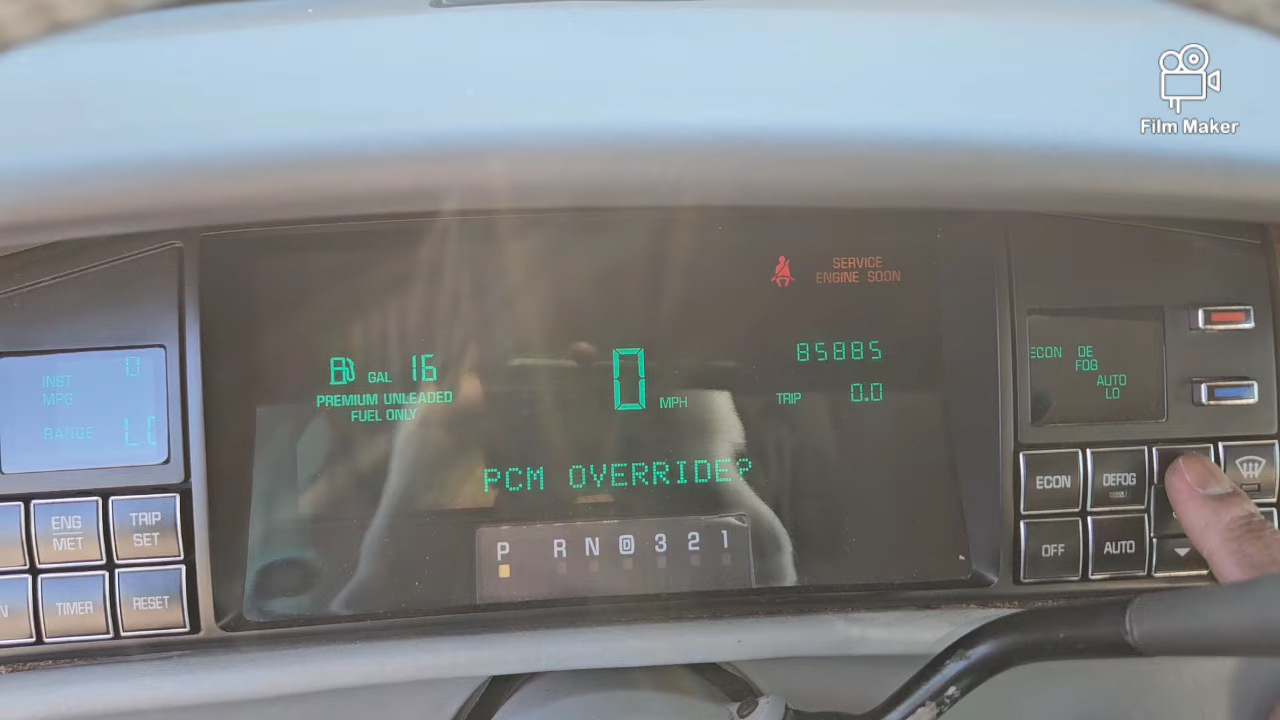 Film Maker
SERVICE
ENGINE SOON
GAL 16
PREMIUM UNLEADED
FUEL ONLY
0 MPH
85885
TRIP 0.0
PCM OVERRIDE?
P R N D 3 2 1
INST 0
MPG
RANGE
ENG
MET
TRIP
SET
TIMER
RESET
ECON DE
FOG
AUTO
LO
ECON
DEFOG
OFF
AUTO